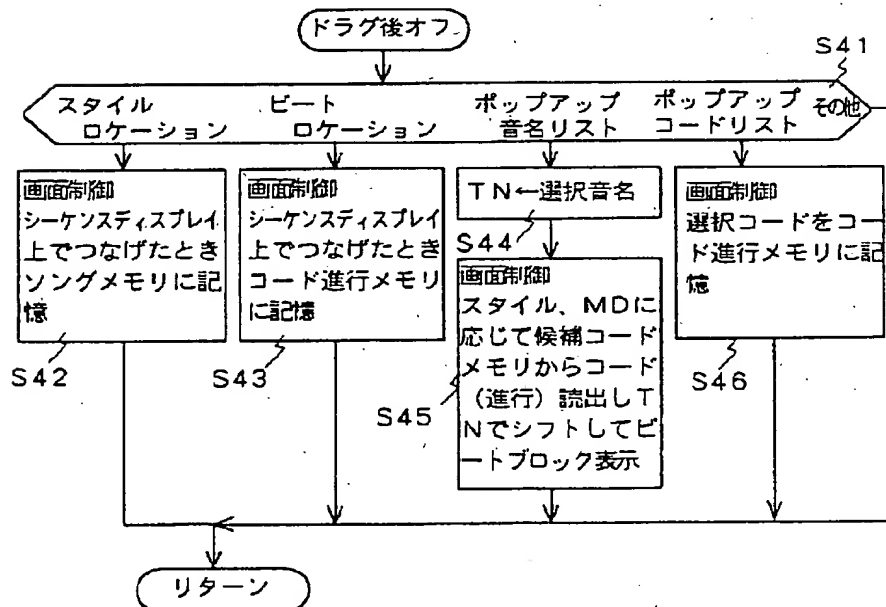 ドラグ後オフ
S41
スタイル
ロケーション
ビート
ロケーション
ポップアップ
音名リスト
ポップアップ
コードリスト
その他
画面制御
シーケンスディスプレイ
上でつなげたとき
ソングメモリに記
憶
S42
画面制御
シーケンスディスプレイ
上でつなげたとき
コード進行メモリ
に記憶
S43
TN←選択音名
S44
画面制御
スタイル、MDに
応じて候補コード
メモリからコード
(進行)読出しT
Nでシフトしてビ
ートブロック表示
S45
画面制御
選択コードをコー
ド進行メモリに記
憶
S46
リターン